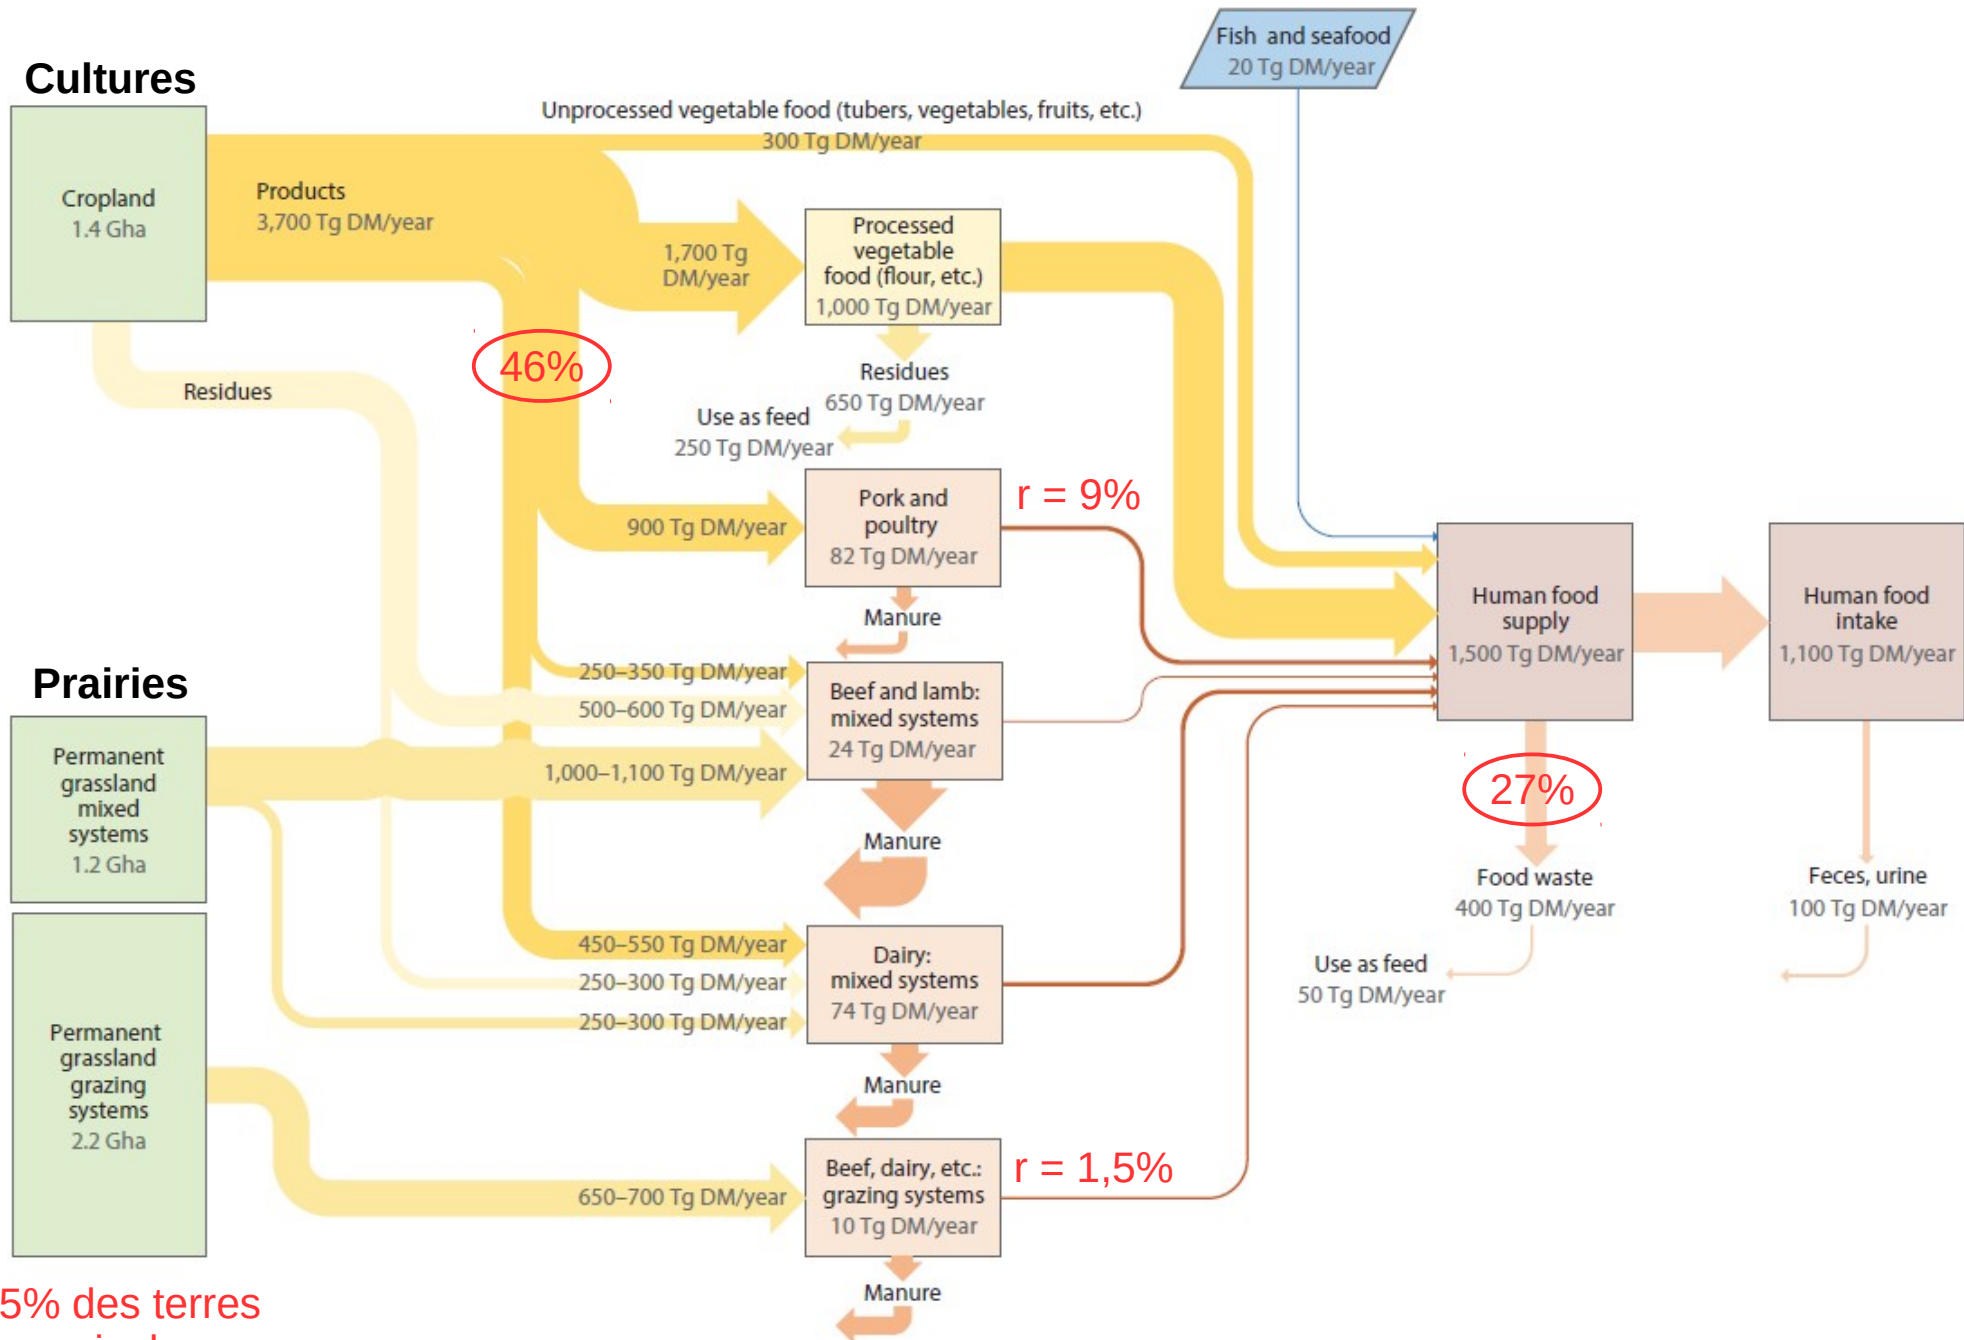 Fish and seafood
20 Tg DM/year
Cultures
Unprocessed vegetable food (tubers, vegetables, fruits, etc.)
300 Tg DM/year
Cropland
1.4 Gha
Products
3,700 Tg DM/year
1,700 Tg
DM/year
Processed
vegetable
food (flour, etc.)
1,000 Tg DM/year
46%
Residues
Residues
650 Tg DM/year
Use as feed
250 Tg DM/year
900 Tg DM/year
Pork and
poultry
82 Tg DM/year
r = 9%
Manure
Human food
supply
1,500 Tg DM/year
Human food
intake
1,100 Tg DM/year
Prairies
250–350 Tg DM/year
500–600 Tg DM/year
1,000–1,100 Tg DM/year
Beef and lamb:
mixed systems
24 Tg DM/year
Permanent
grassland
mixed
systems
1.2 Gha
Manure
27%
Food waste
400 Tg DM/year
Feces, urine
100 Tg DM/year
Use as feed
50 Tg DM/year
450–550 Tg DM/year
250–300 Tg DM/year
250–300 Tg DM/year
Dairy:
mixed systems
74 Tg DM/year
Permanent
grassland
grazing
systems
2.2 Gha
Manure
650–700 Tg DM/year
Beef, dairy, etc.:
grazing systems
10 Tg DM/year
r = 1,5%
Manure
5% des terres